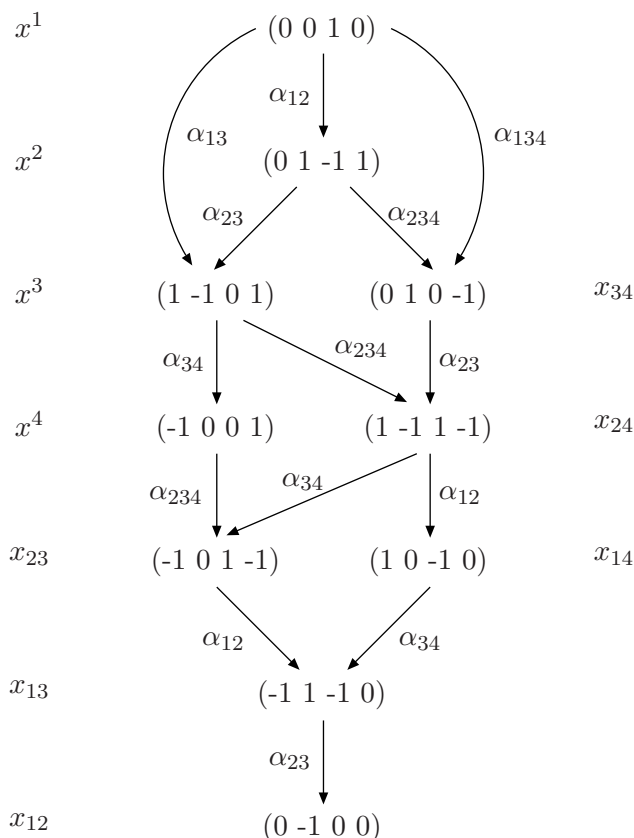 x^1 (0 0 1 0)
α_12
α_13 α_134
x^2 (0 1 -1 1)
α_23 α_234
x^3 (1 -1 0 1) (0 1 0 -1) x_34
α_34 α_234 α_23
x^4 (-1 0 0 1) (1 -1 1 -1) x_24
α_234 α_34 α_12
x_23 (-1 0 1 -1) (1 0 -1 0) x_14
α_12 α_34
x_13 (-1 1 -1 0)
α_23
x_12 (0 -1 0 0)